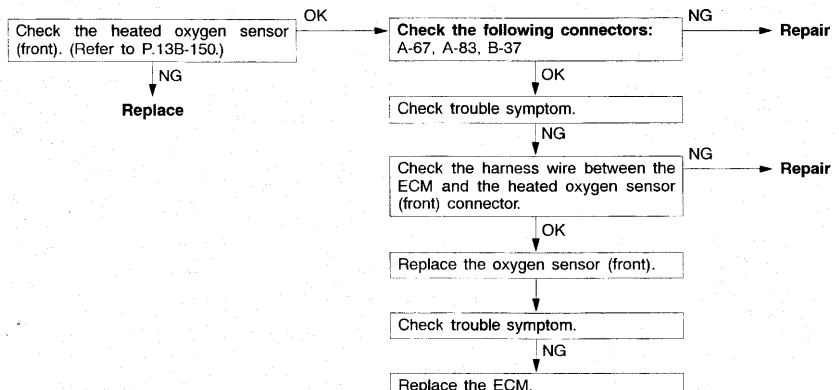 Check the heated oxygen sensor
(front). (Refer to P.13B-150.)
OK
NG
Replace
Check the following connectors:
A-67, A-83, B-37
NG
Repair
OK
Check trouble symptom.
NG
Check the harness wire between the
ECM and the heated oxygen sensor
(front) connector.
NG
Repair
OK
Replace the oxygen sensor (front).
Check trouble symptom.
NG
Replace the ECM.